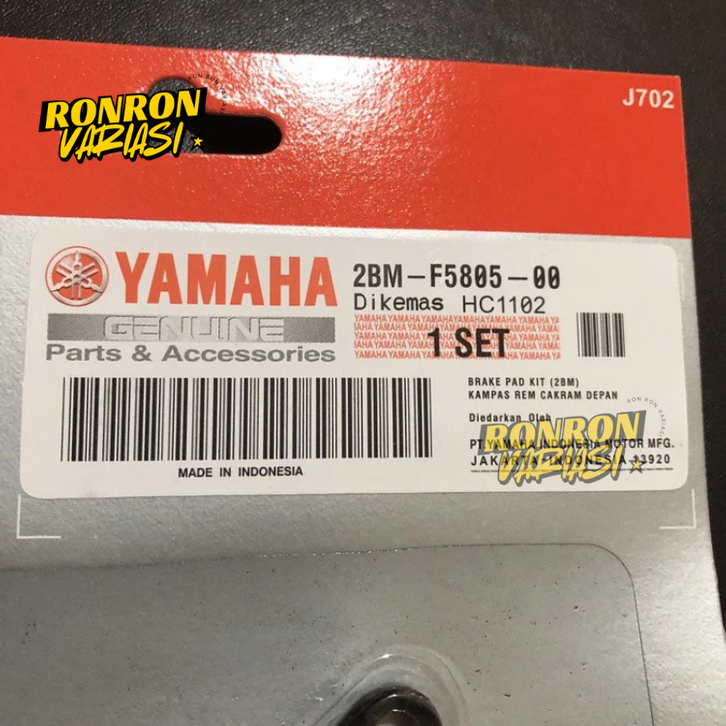 J702
RONRON
VARIASI
YAMAHA
GENUINE
Parts & Accessories
2BM-F5805-00
Dikemas HC1102
1 SET
BRAKE PAD KIT (2BM)
KAMPAS REM CAKRAM DEPAN
Diedarkan Oleh
RONRON
VARIASI
PT.YAMAHA INDONESIA MOTOR MFG.
JAKARTA INDONESIA 13920
MADE IN INDONESIA